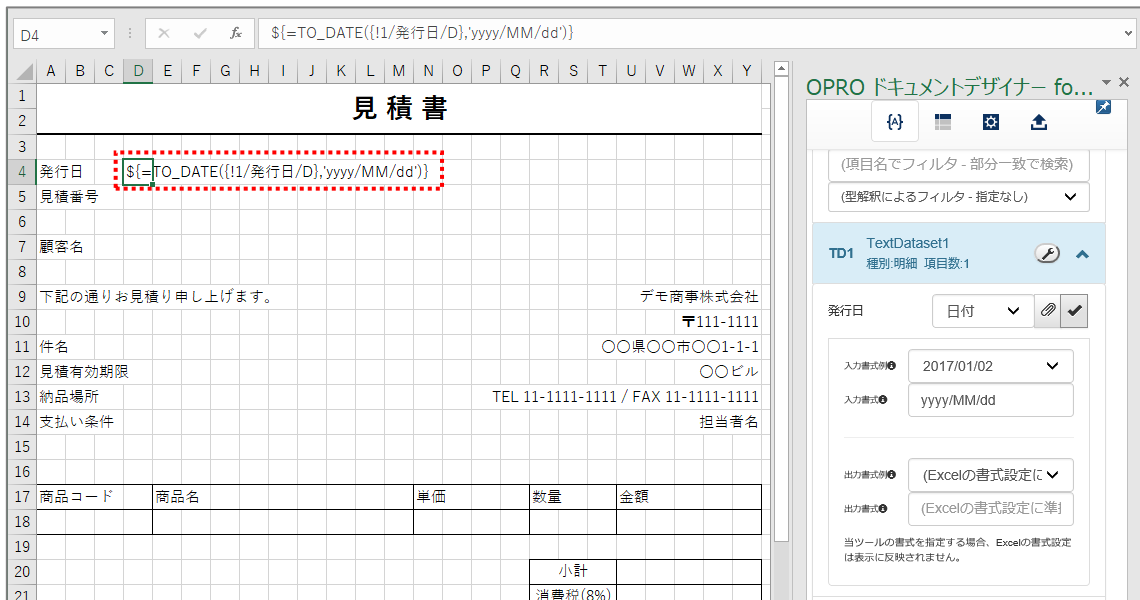 D4
fx
${=TO_DATE({!1/発行日/D},'yyyy/MM/dd')}
A B C D E F G H I J K L M N O P Q R S T U V W X Y
1
見積書
2
3
4 発行日 ${=TO_DATE({!1/発行日/D},'yyyy/MM/dd')}
5 見積番号
6
7 顧客名
8
9 下記の通りお見積り申し上げます。 デモ商事株式会社
10 〒111-1111
11 件名 〇〇県〇〇市〇〇1-1-1
12 見積有効期限 〇〇ビル
13 納品場所 TEL 11-1111-1111 / FAX 11-1111-1111
14 支払い条件 担当者名
15
16
17 商品コード 商品名 単価 数量 金額
18
19
20 小計
21 消費税(8%)
OPRO ドキュメントデザイナー fo...
{A}
(項目名でフィルタ - 部分一致で検索)
(型解釈によるフィルタ - 指定なし)
TD1 TextDataset1
種別:明細 項目数:1
発行日 日付
入力書式例 2017/01/02
入力書式 yyyy/MM/dd
出力書式例 (Excelの書式設定に
出力書式 (Excelの書式設定に準拠
当ツールの書式を指定する場合、Excelの書式設定
は表示に反映されません。